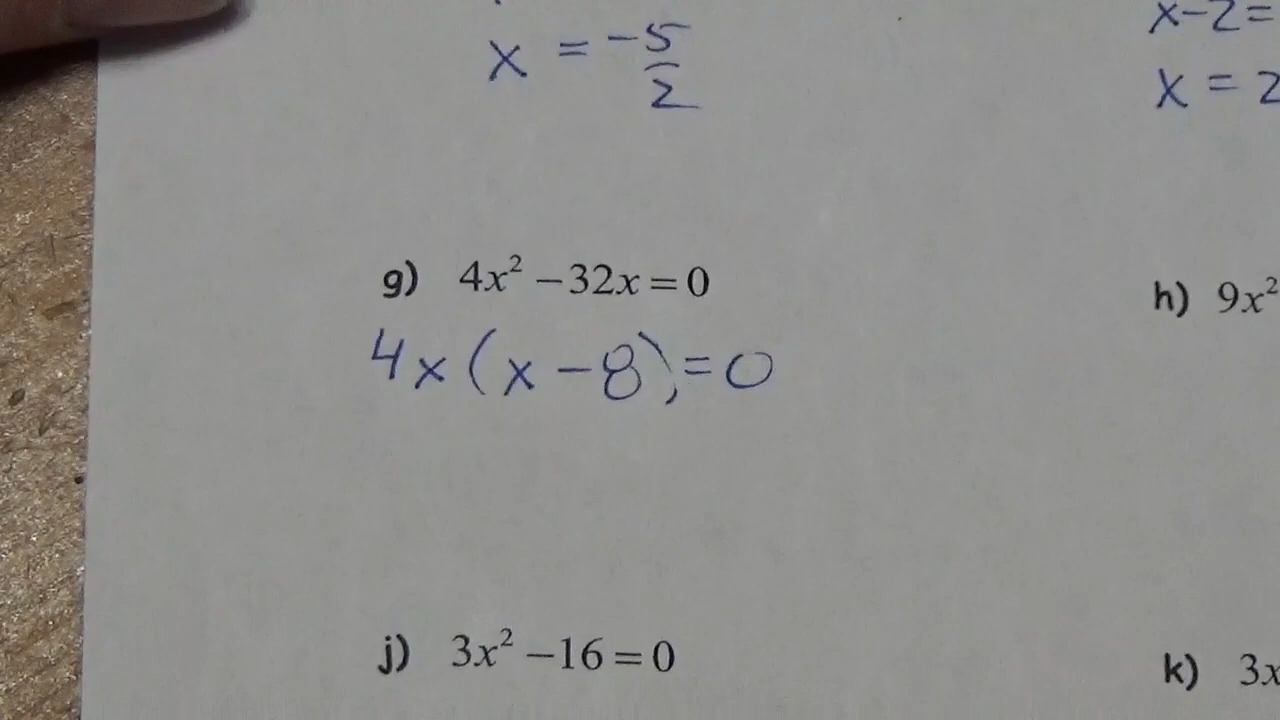 x = -5/2
x-2=
x = 2
g) 4x² – 32x = 0
4x(x – 8) = 0
h) 9x²
j) 3x² – 16 = 0
k) 3x